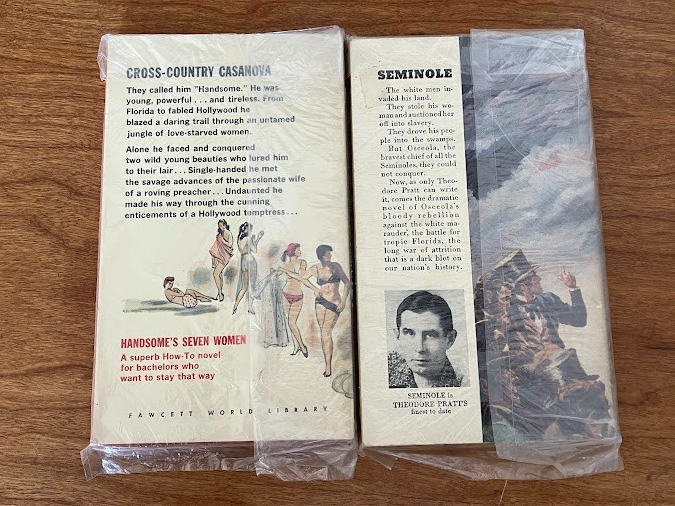 CROSS-COUNTRY CASANOVA
They called him "Handsome." He was
young, powerful ... and tireless. From
Florida to fabled Hollywood he
blazed a daring trail through an untamed
jungle of love-starved women.
Alone he faced and conquered
two wild young beauties who lured him
to their lair ... Single-handed he met
the savage advances of the passionate wife
of a roving preacher ... Undaunted he
made his way through the cunning
enticements of a Hollywood temptress ...
HANDSOME'S SEVEN WOMEN
A superb How-To novel
for bachelors who
want to stay that way
FAWCETT WORLD LIBRARY
SEMINOLE
The white men in-
vaded his land.
They stole his wo-
man and auctioned her
off into slavery.
They drove his peo-
ple into the swamps.
But Osceola, the
bravest chief of all the
Seminoles, they could
not conquer.
Now, as only Theo-
dore Pratt can write
it, comes the dramatic
novel of Osceola's
bloody rebellion
against the white ma-
rauder, the battle for
tropic Florida, the
long war of attrition
that is a dark blot on
our nation's history.
SEMINOLE is
THEODORE PRATT'S
finest to date